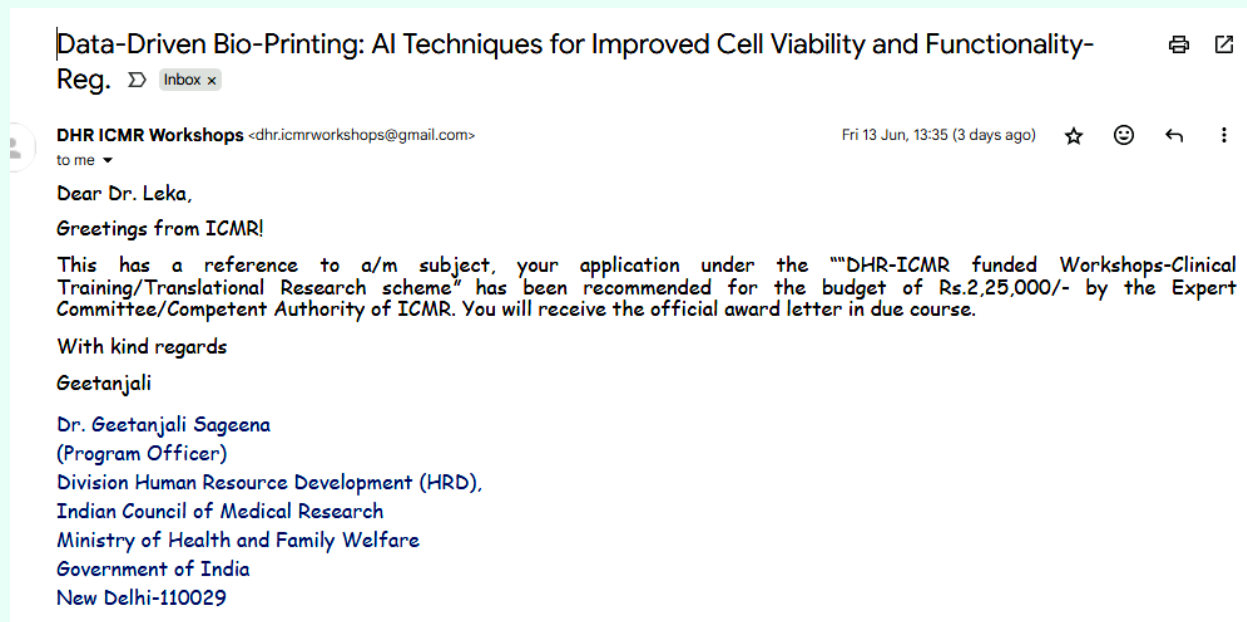 Data-Driven Bio-Printing: AI Techniques for Improved Cell Viability and Functionality-
Reg. Inbox ×
DHR ICMR Workshops <dhr.icmrworkshops@gmail.com> Fri 13 Jun, 13:35 (3 days ago)
to me
Dear Dr. Leka,
Greetings from ICMR!
This has a reference to a/m subject, your application under the ““DHR-ICMR funded Workshops-Clinical
Training/Translational Research scheme” has been recommended for the budget of Rs.2,25,000/- by the Expert
Committee/Competent Authority of ICMR. You will receive the official award letter in due course.
With kind regards
Geetanjali
Dr. Geetanjali Sageena
(Program Officer)
Division Human Resource Development (HRD),
Indian Council of Medical Research
Ministry of Health and Family Welfare
Government of India
New Delhi-110029